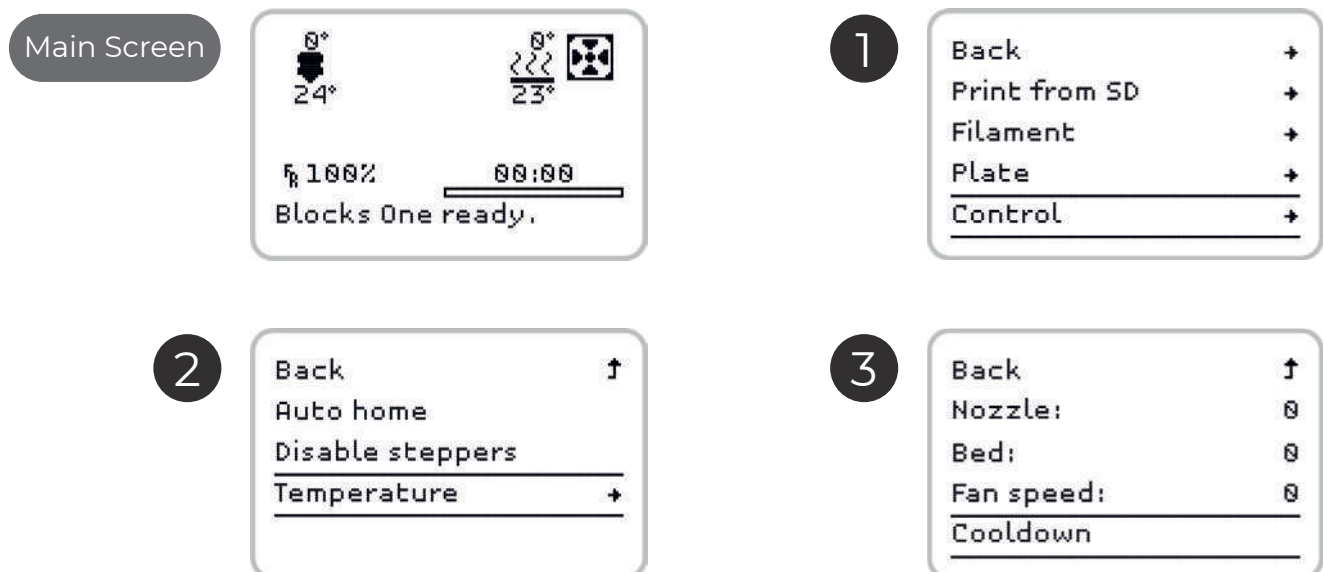 Main Screen
0° 0°
24° 23°
FR 100% 00:00
Blocks One ready.
1
Back
Print from SD
Filament
Plate
Control
2
Back
Auto home
Disable steppers
Temperature
3
Back
Nozzle: 0
Bed: 0
Fan speed: 0
Cooldown